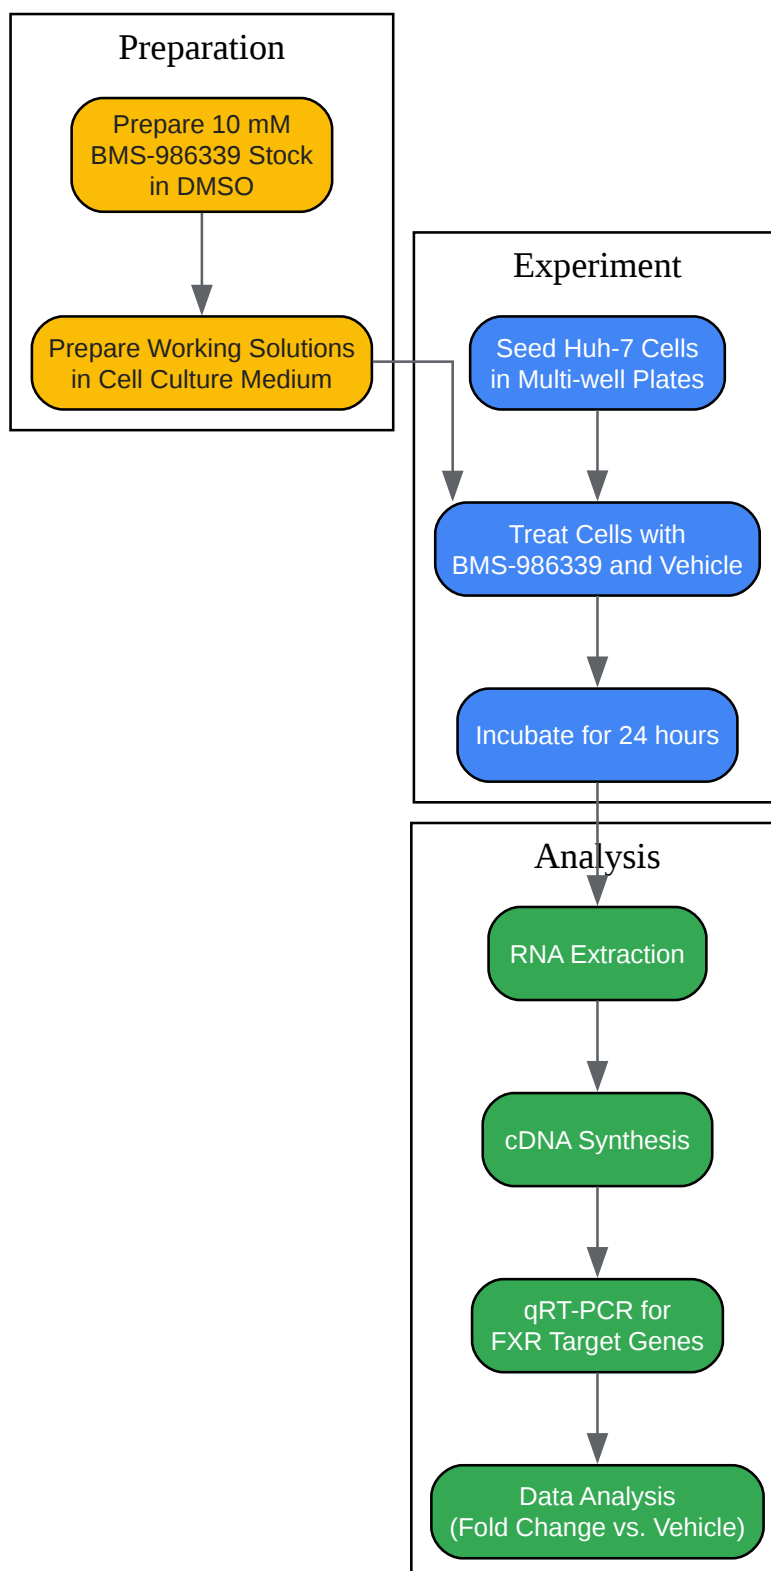 Preparation
Prepare 10 mM
BMS-986339 Stock
in DMSO
Prepare Working Solutions
in Cell Culture Medium
Experiment
Seed Huh-7 Cells
in Multi-well Plates
Treat Cells with
BMS-986339 and Vehicle
Incubate for 24 hours
Analysis
RNA Extraction
cDNA Synthesis
qRT-PCR for
FXR Target Genes
Data Analysis
(Fold Change vs. Vehicle)